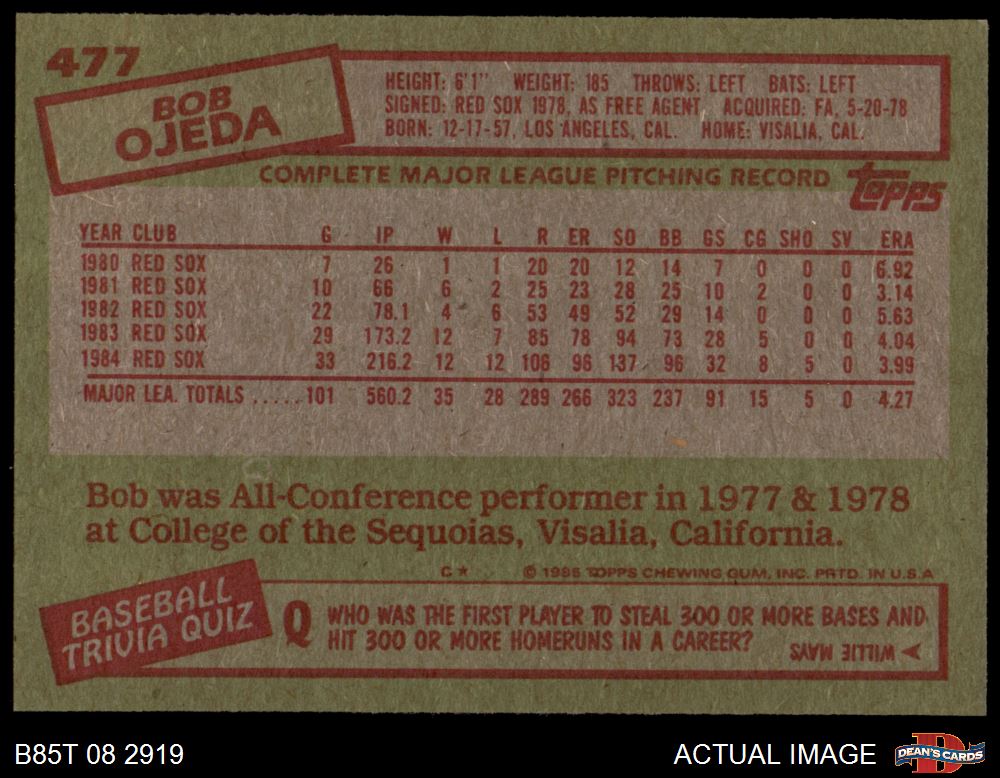 477
BOB
OJEDA
HEIGHT: 6'1" WEIGHT: 185 THROWS: LEFT BATS: LEFT
SIGNED: RED SOX 1978, AS FREE AGENT, ACQUIRED: FA, 5-20-78
BORN: 12-17-57, LOS ANGELES, CAL. HOME: VISALIA, CAL.
COMPLETE MAJOR LEAGUE PITCHING RECORD topps
YEAR CLUB G IP W L R ER SO BB GS CG SHO SV ERA
1980 RED SOX 7 26 1 1 20 20 12 14 7 0 0 0 6.92
1981 RED SOX 10 66 6 2 25 23 28 25 10 2 0 0 3.14
1982 RED SOX 22 78.1 4 6 53 49 52 29 14 0 0 0 5.63
1983 RED SOX 29 173.2 12 7 85 78 94 73 28 5 0 0 4.04
1984 RED SOX 33 216.2 12 12 106 96 137 96 32 8 5 0 3.99
MAJOR LEA. TOTALS .....101 560.2 35 28 289 266 323 237 91 15 5 0 4.27
Bob was All-Conference performer in 1977 & 1978
at College of the Sequoias, Visalia, California.
C* © 1985 TOPPS CHEWING GUM, INC. PRTD. IN U.S.A
BASEBALL
TRIVIA QUIZ
Q WHO WAS THE FIRST PLAYER TO STEAL 300 OR MORE BASES AND
HIT 300 OR MORE HOMERUNS IN A CAREER?
WILLIE MAYS
B85T 08 2919
ACTUAL IMAGE
D
DEAN'S CARDS